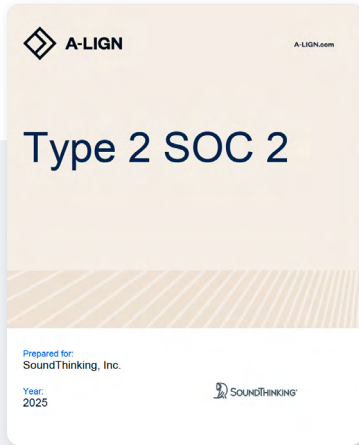 A-LIGN
A-LIGN.com
Type 2 SOC 2
Prepared for:
SoundThinking, Inc.
Year:
2025
SOUNDTHINKING